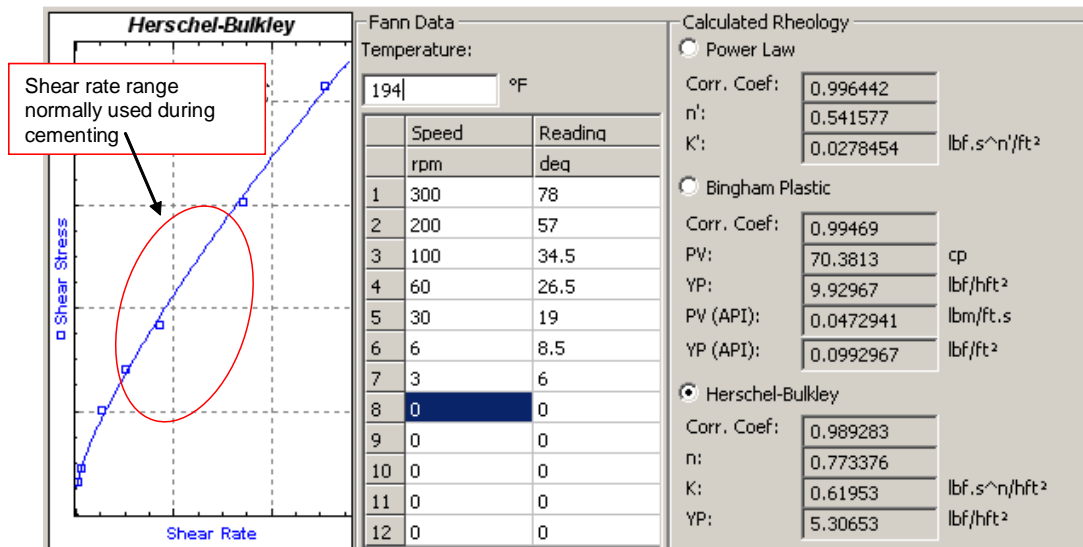 Herschel-Bulkley
Shear rate range
normally used during
cementing
Shear Stress
Shear Rate
Fann Data
Temperature:
194 °F
Speed Reading
rpm deg
1 300 78
2 200 57
3 100 34.5
4 60 26.5
5 30 19
6 6 8.5
7 3 6
8 0 0
9 0 0
10 0 0
11 0 0
12 0 0
Calculated Rheology
Power Law
Corr. Coef: 0.996442
n': 0.541577
K': 0.0278454 lbf.s^n'/ft²
Bingham Plastic
Corr. Coef: 0.99469
PV: 70.3813 cp
YP: 9.92967 lbf/hft²
PV (API): 0.0472941 lbm/ft.s
YP (API): 0.0992967 lbf/ft²
Herschel-Bulkley
Corr. Coef: 0.989283
n: 0.773376
K: 0.61953 lbf.s^n/hft²
YP: 5.30653 lbf/hft²